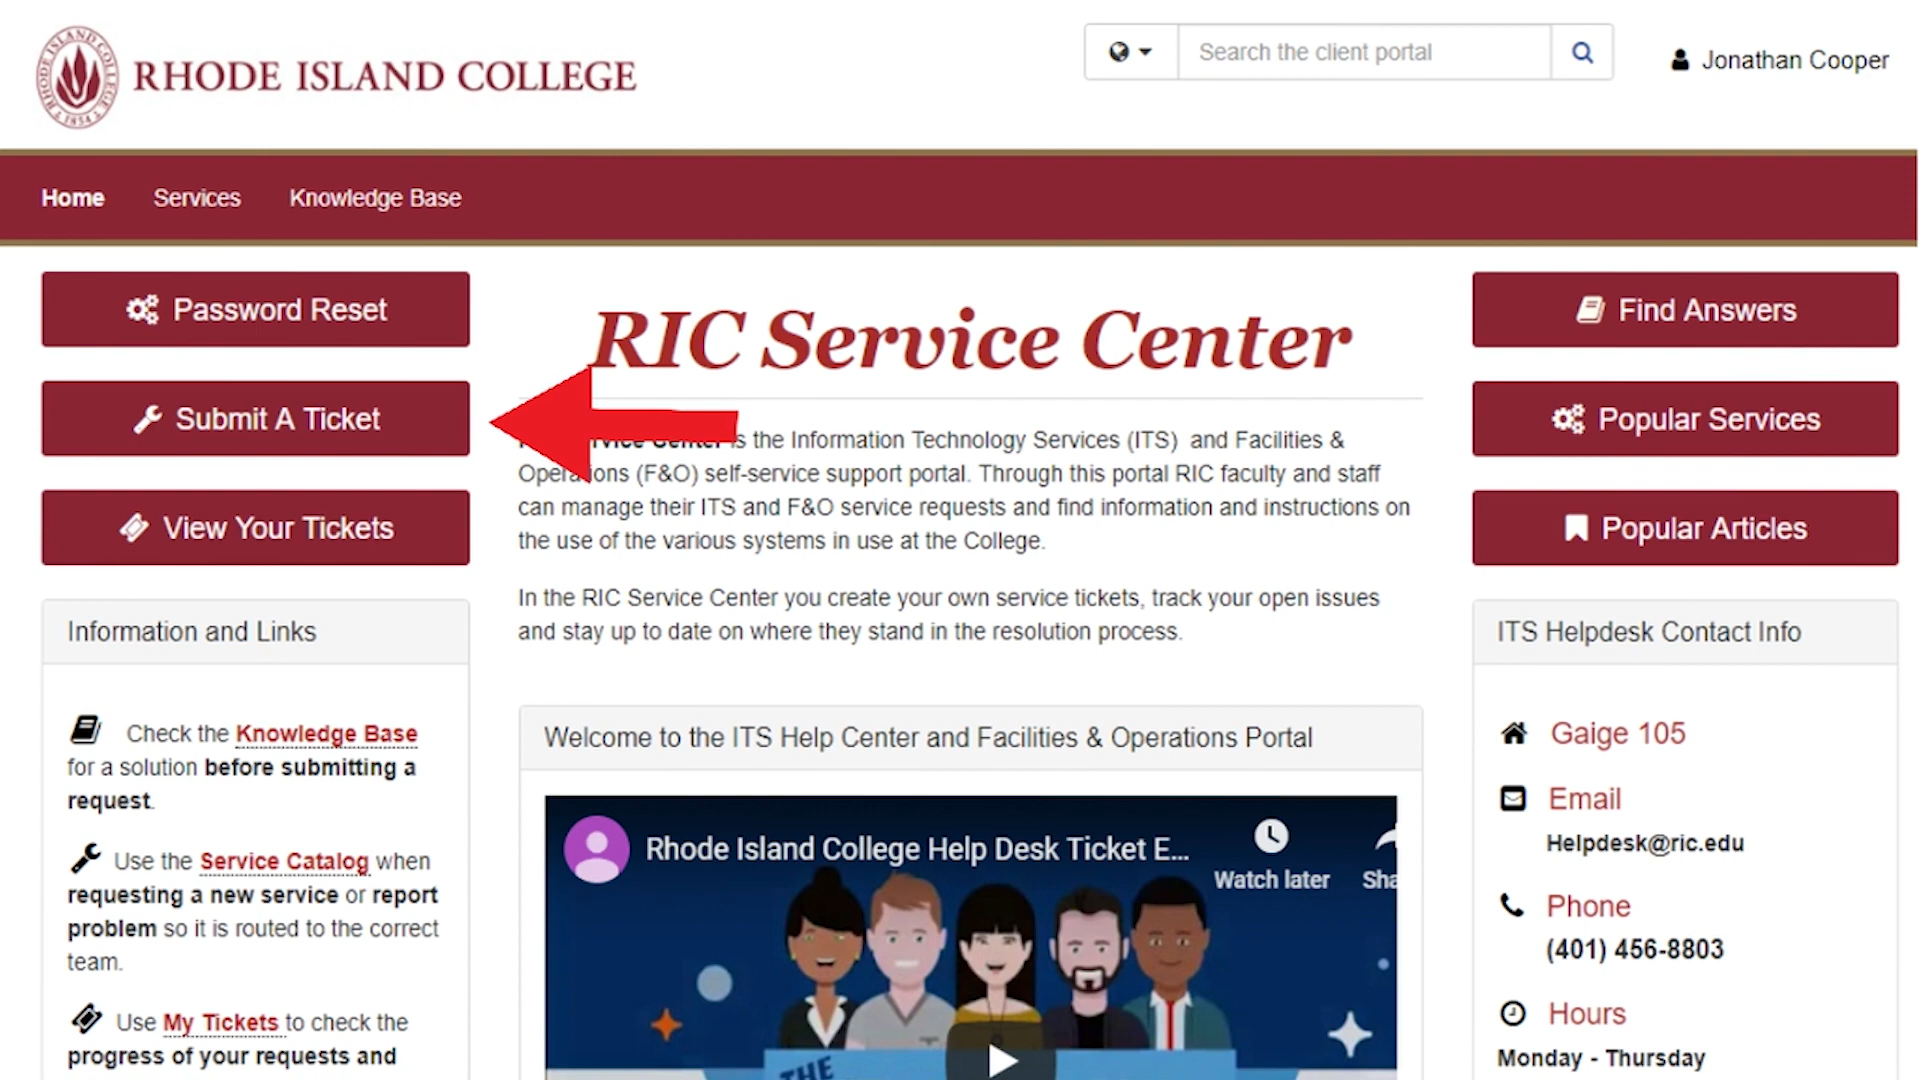 RHODE ISLAND COLLEGE
RHODE ISLAND COLLEGE
1854
Search the client portal
Jonathan Cooper
Home
Services
Knowledge Base
Password Reset
Submit A Ticket
View Your Tickets
Information and Links
Check the Knowledge Base
for a solution before submitting a
request.
Use the Service Catalog when
requesting a new service or report
problem so it is routed to the correct
team.
Use My Tickets to check the
progress of your requests and
RIC Service Center
Service Center is the Information Technology Services (ITS) and Facilities &
Operations (F&O) self-service support portal. Through this portal RIC faculty and staff
can manage their ITS and F&O service requests and find information and instructions on
the use of the various systems in use at the College.
In the RIC Service Center you create your own service tickets, track your open issues
and stay up to date on where they stand in the resolution process.
Welcome to the ITS Help Center and Facilities & Operations Portal
Rhode Island College Help Desk Ticket E...
Watch later
Sha
THE
Find Answers
Popular Services
Popular Articles
ITS Helpdesk Contact Info
Gaige 105
Email
Helpdesk@ric.edu
Phone
(401) 456-8803
Hours
Monday - Thursday